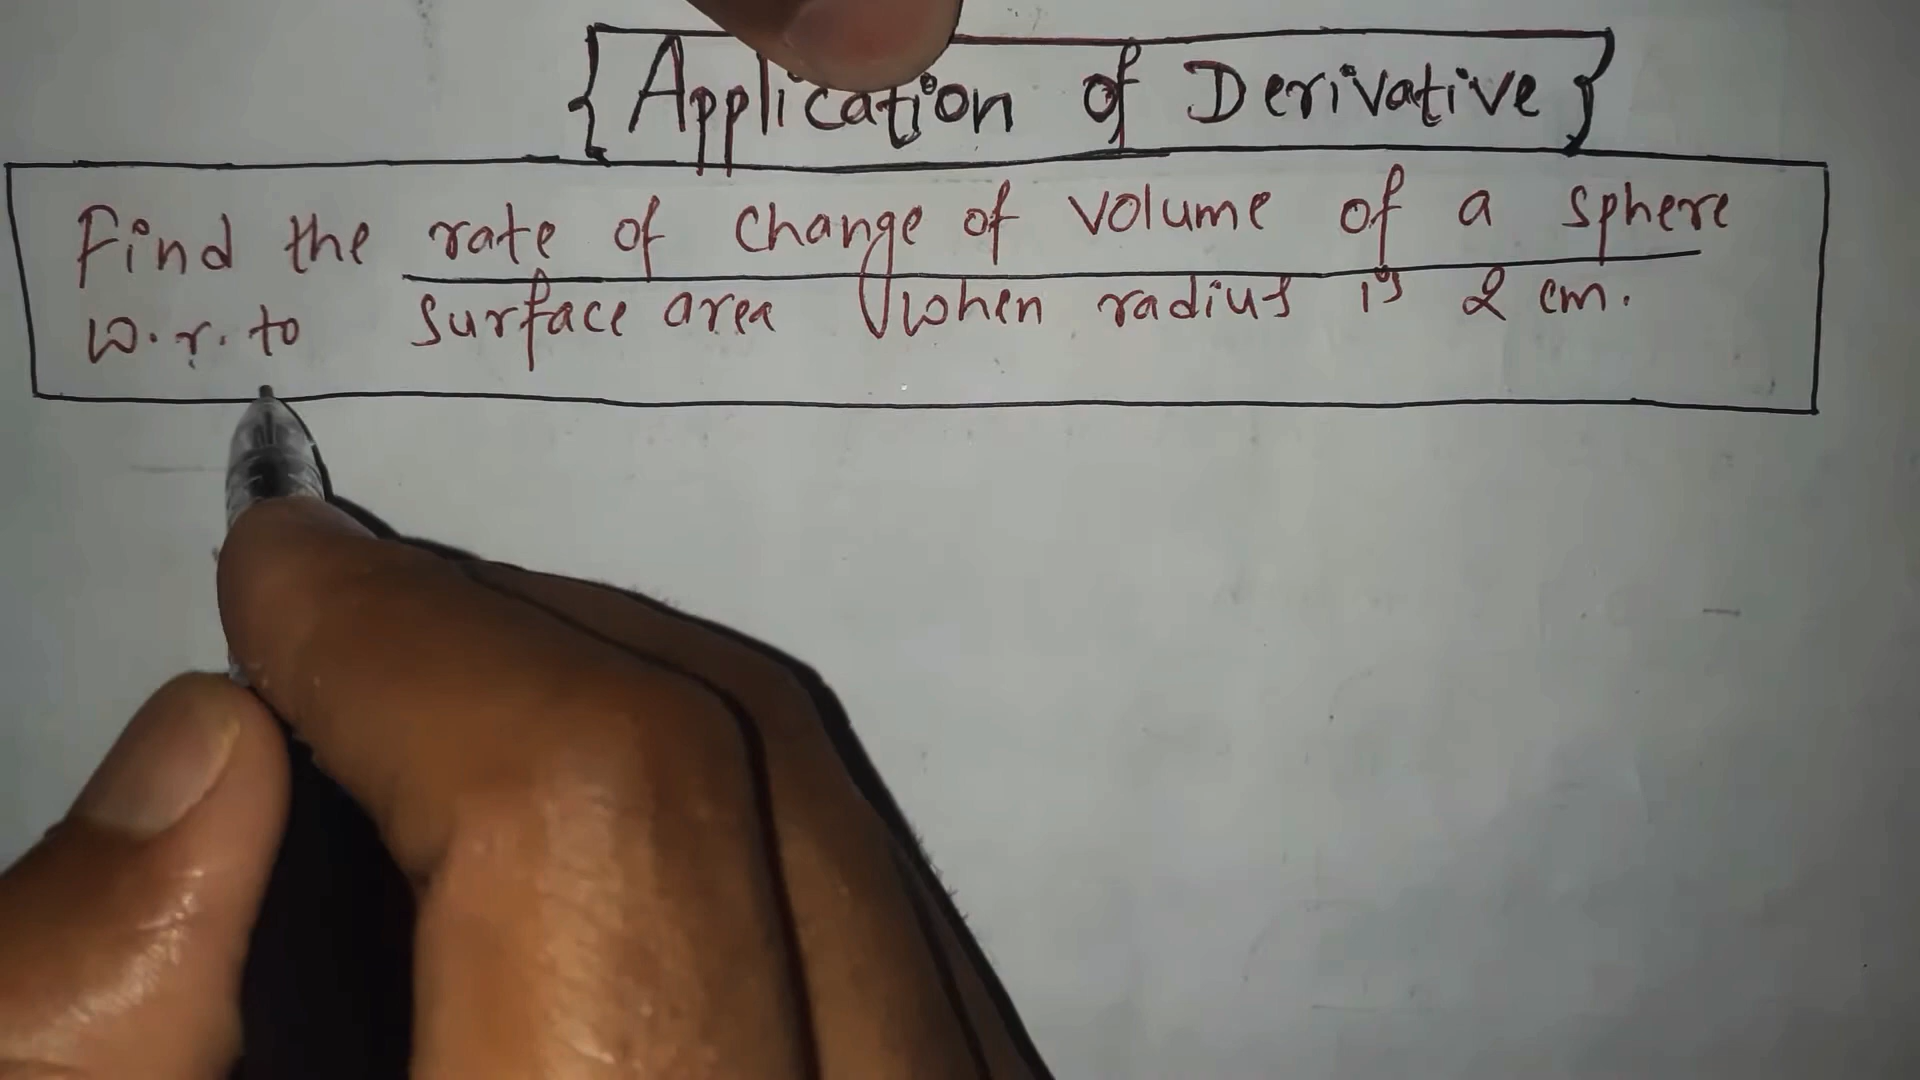 {Application of Derivative}
Find the rate of change of volume of a sphere
w.r.to surface area when radius is 2 cm.